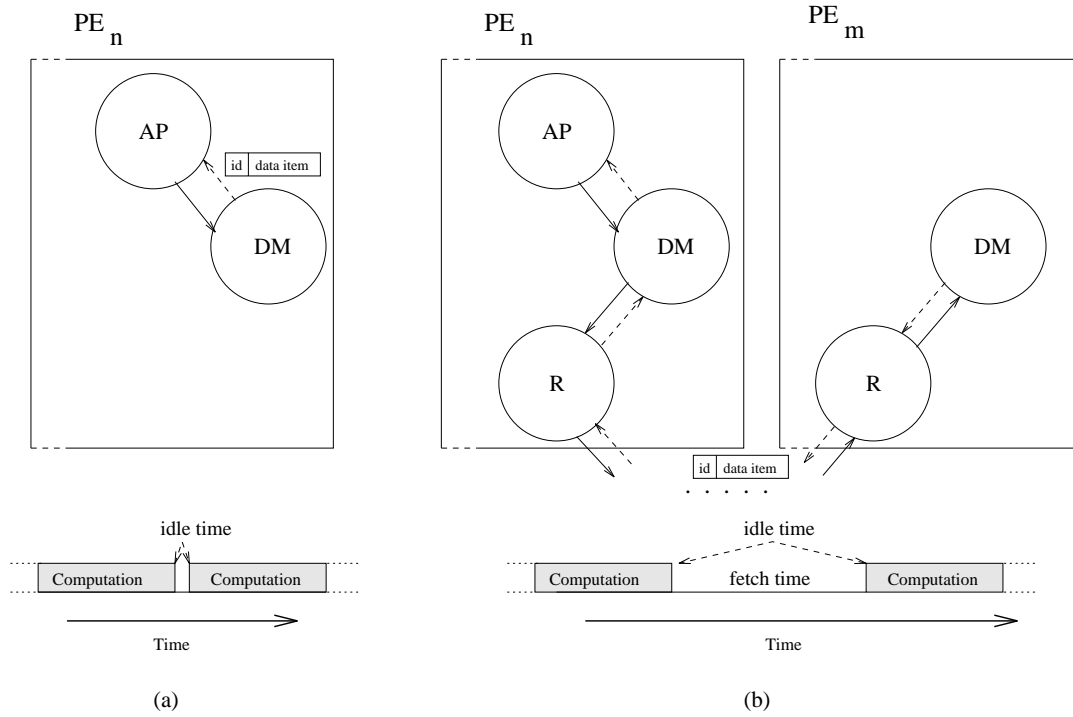 PE n
AP
id data item
DM
idle time
Computation Computation
Time
(a)
PE n
PE m
AP
DM
DM
R
R
id data item
. . . . .
idle time
Computation fetch time Computation
Time
(b)